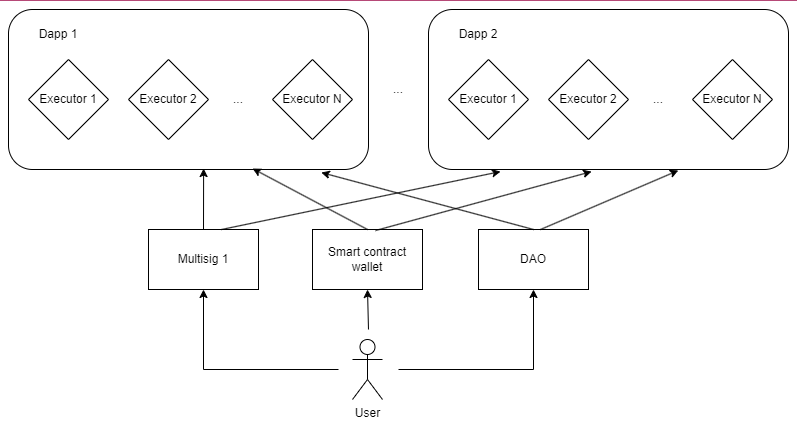 Dapp 1
Executor 1
Executor 2
...
Executor N
...
Dapp 2
Executor 1
Executor 2
...
Executor N
Multisig 1
Smart contract
wallet
DAO
User